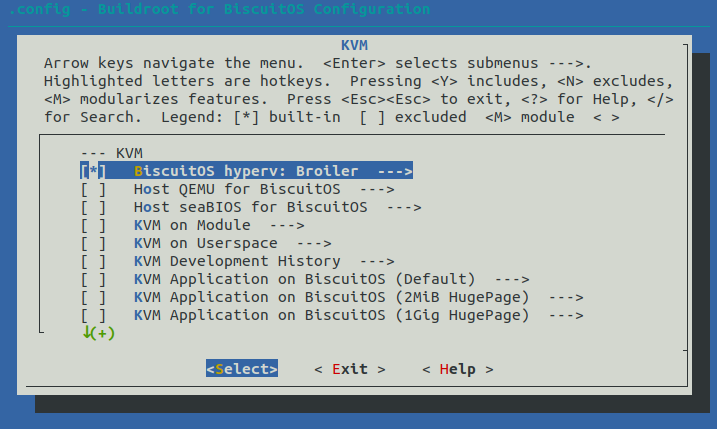 .config - Buildroot for BiscuitOS Configuration
KVM
Arrow keys navigate the menu.  <Enter> selects submenus --->.
Highlighted letters are hotkeys.  Pressing <Y> includes, <N> excludes,
<M> modularizes features.  Press <Esc><Esc> to exit, <?> for Help, </>
for Search.  Legend: [*] built-in  [ ] excluded  <M> module  < >
--- KVM
[*]   BiscuitOS hyperv: Broiler  --->
[ ]   Host QEMU for BiscuitOS  --->
[ ]   Host seaBIOS for BiscuitOS  --->
[ ]   KVM on Module  --->
[ ]   KVM on Userspace  --->
[ ]   KVM Development History  --->
[ ]   KVM Application on BiscuitOS (Default)  --->
[ ]   KVM Application on BiscuitOS (2MiB HugePage)  --->
[ ]   KVM Application on BiscuitOS (1Gig HugePage)  --->
↓(+)
<Select>    < Exit >    < Help >